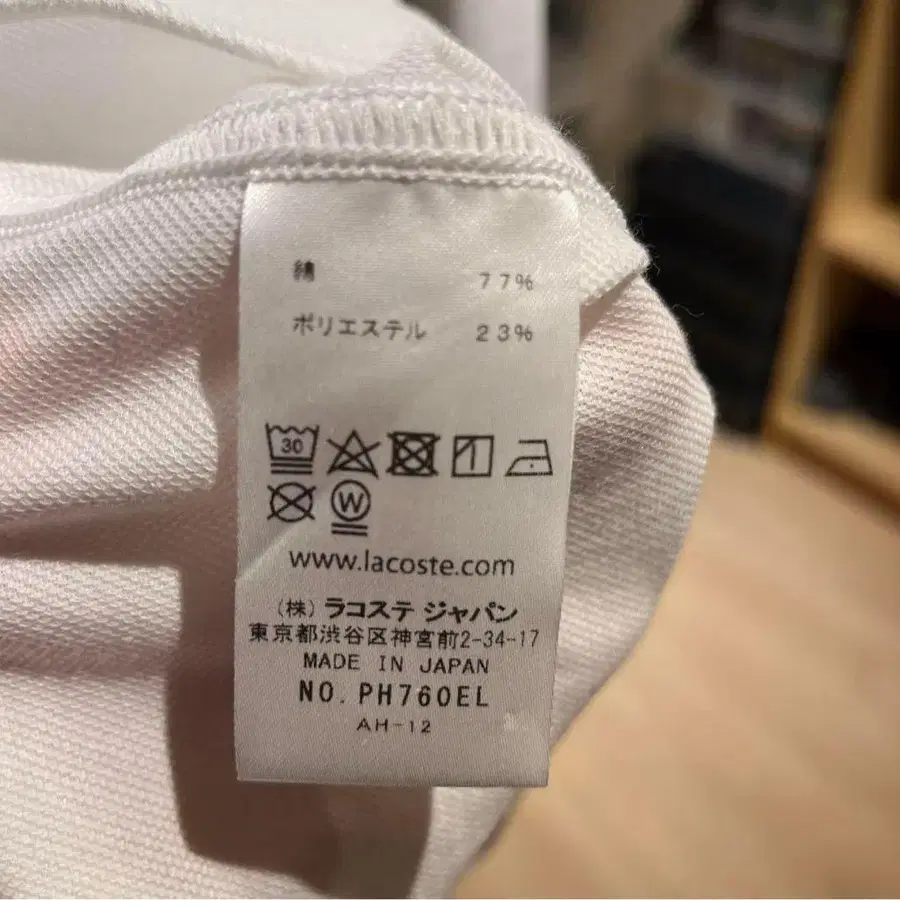 綿 77%
ポリエステル 23%
30
W
www.lacoste.com
(株) ラコステ ジャパン
東京都渋谷区神宮前2-34-17
MADE IN JAPAN
NO. PH760EL
AH-12